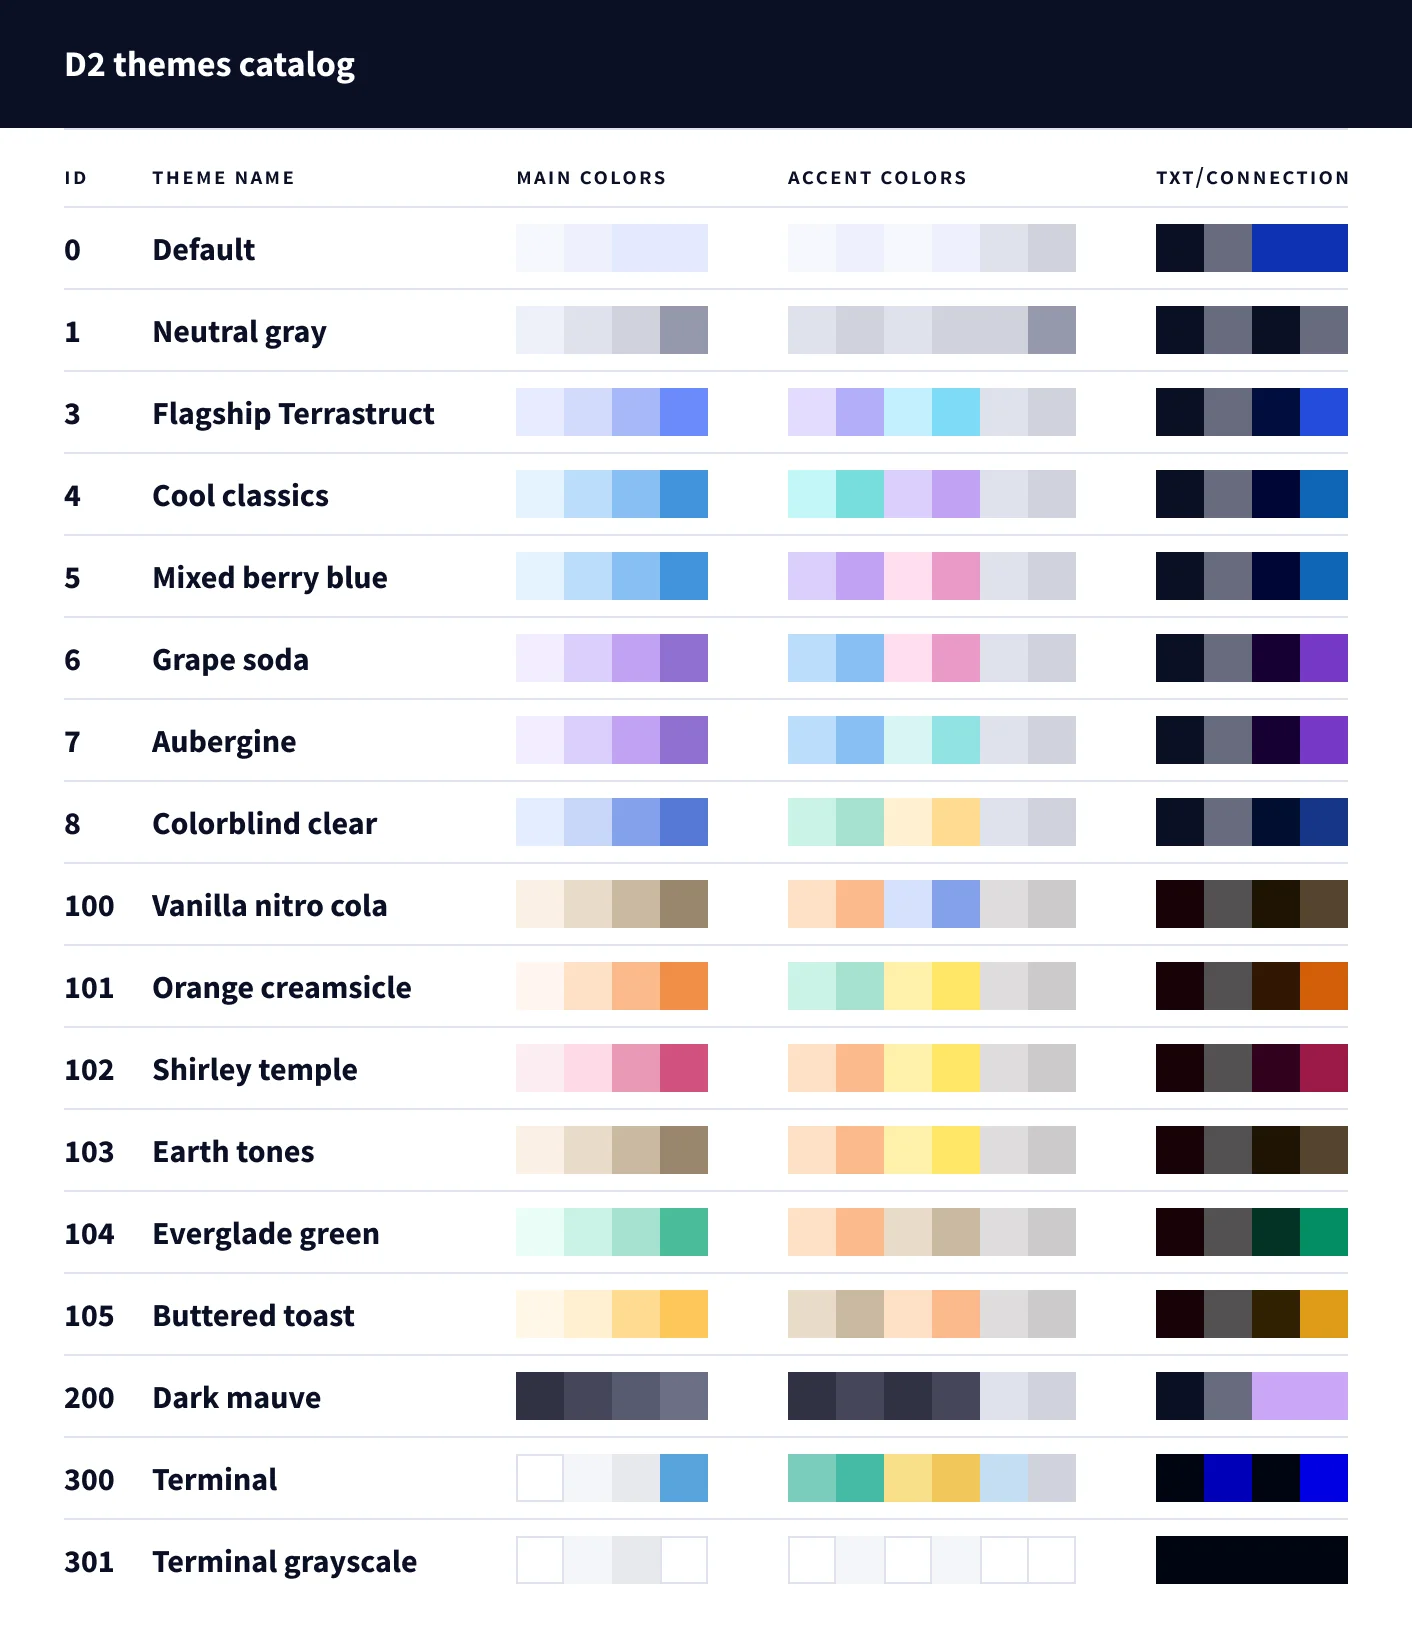 D2 themes catalog
ID THEME NAME MAIN COLORS ACCENT COLORS TXT/CONNECTION
0 Default
1 Neutral gray
3 Flagship Terrastruct
4 Cool classics
5 Mixed berry blue
6 Grape soda
7 Aubergine
8 Colorblind clear
100 Vanilla nitro cola
101 Orange creamsicle
102 Shirley temple
103 Earth tones
104 Everglade green
105 Buttered toast
200 Dark mauve
300 Terminal
301 Terminal grayscale